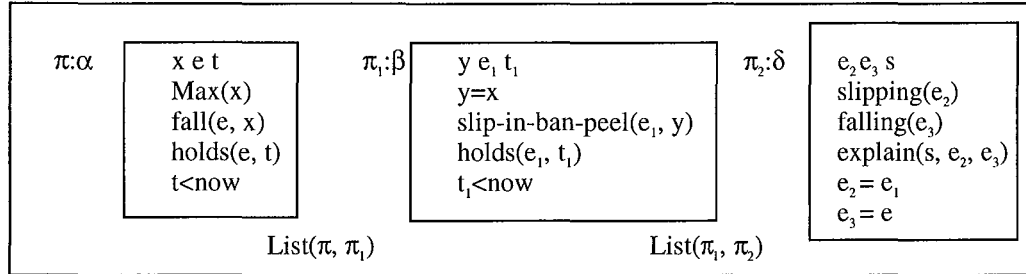 π:α
x e t
Max(x)
fall(e, x)
holds(e, t)
t<now
π₁:β
y e₁ t₁
y=x
slip-in-ban-peel(e₁, y)
holds(e₁, t₁)
t₁<now
π₂:δ
e₂ e₃ s
slipping(e₂)
falling(e₃)
explain(s, e₂, e₃)
e₂ = e₁
e₃ = e
List(π, π₁)
List(π₁, π₂)